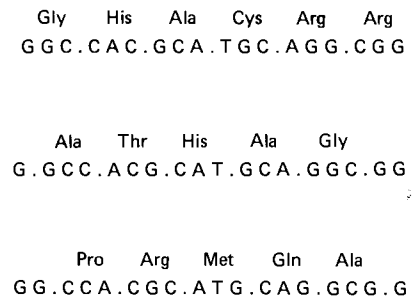 Gly His Ala Cys Arg Arg
GGC.CAC.GCA.TGC.AGG.CGG
Ala Thr His Ala Gly
G.GCC.ACG.CAT.GCA.GGC.GG
Pro Arg Met Gln Ala
GG.CCA.CGC.ATG.CAG.GCG.G